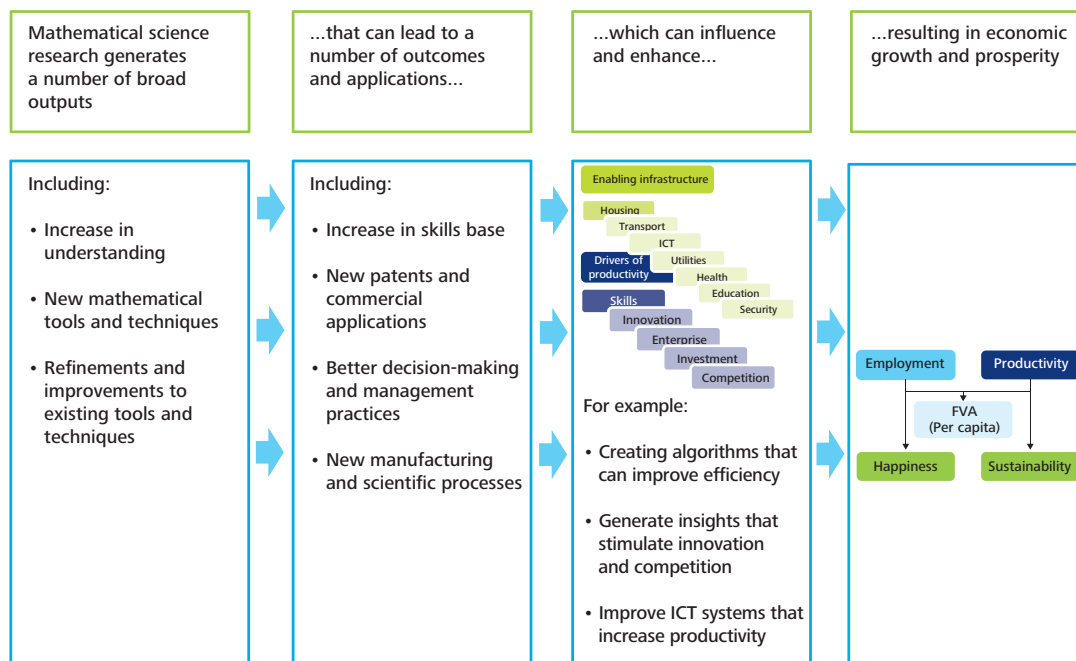 Mathematical science
research generates
a number of broad
outputs
...that can lead to a
number of outcomes
and applications...
...which can influence
and enhance...
...resulting in economic
growth and prosperity
Including:
• Increase in
understanding
• New mathematical
tools and techniques
• Refinements and
improvements to
existing tools and
techniques
Including:
• Increase in skills base
• New patents and
commercial
applications
• Better decision-making
and management
practices
• New manufacturing
and scientific processes
Enabling infrastructure
Housing
Transport
ICT
Utilities
Health
Education
Security
Drivers of
productivity
Skills
Innovation
Enterprise
Investment
Competition
For example:
• Creating algorithms that
can improve efficiency
• Generate insights that
stimulate innovation
and competition
• Improve ICT systems that
increase productivity
Employment
Productivity
FVA
(Per capita)
Happiness
Sustainability